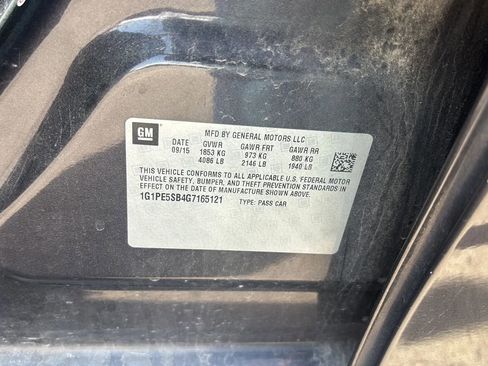 GM
MFD BY GENERAL MOTORS LLC
DATE GVWR GAWR FRT GAWR RR
09/15 1853 KG 973 KG 880 KG
4086 LB 2146 LB 1940 LB
THIS VEHICLE CONFORMS TO ALL APPLICABLE U.S. FEDERAL MOTOR
VEHICLE SAFETY, BUMPER, AND THEFT PREVENTION STANDARDS IN
EFFECT ON THE DATE OF MANUFACTURE SHOWN ABOVE.
1G1PE5SB4G7165121 TYPE: PASS CAR